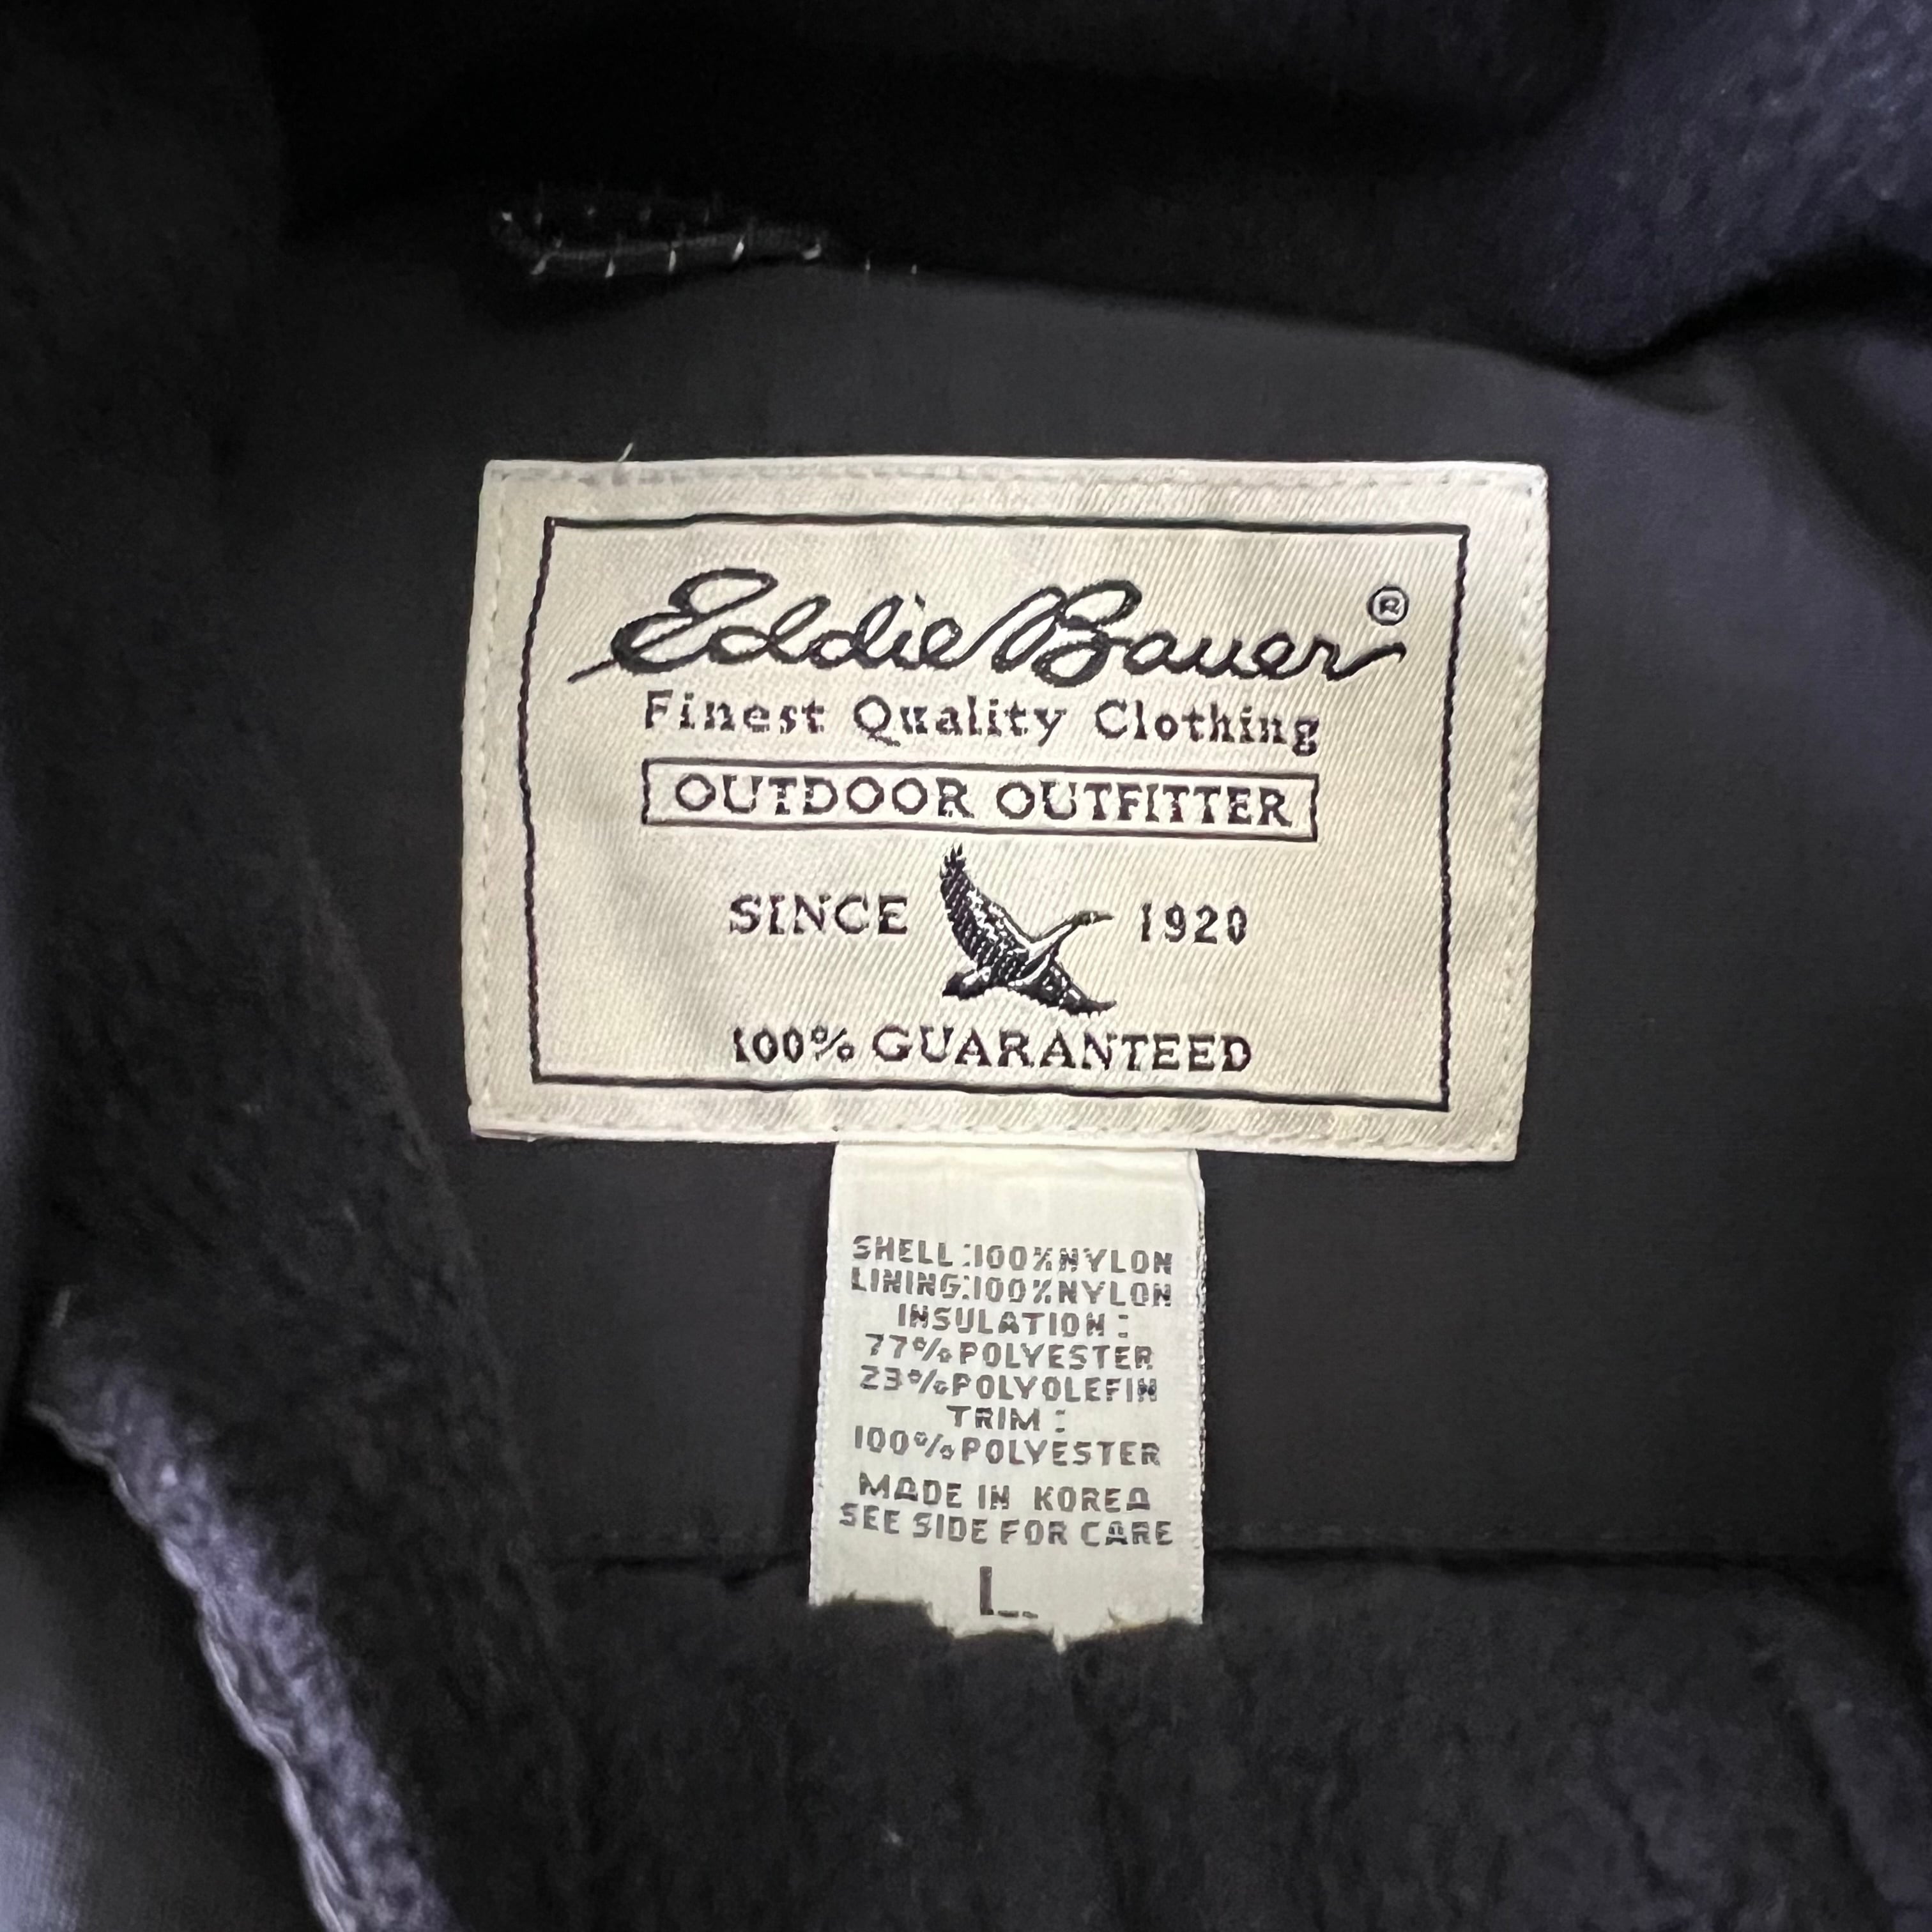 Eddie Bauer®
Finest Quality Clothing
OUTDOOR OUTFITTER
SINCE 1920
100% GUARANTEED
SHELL:100%NYLON
LINING:100%NYLON
INSULATION:
77%POLYESTER
23%POLYOLEFIN
TRIM:
100%POLYESTER
MADE IN KOREA
SEE SIDE FOR CARE
L